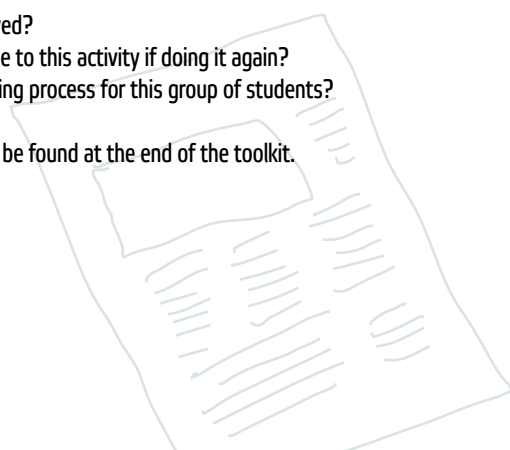 ved?
e to this activity if doing it again?
ing process for this group of students?
be found at the end of the toolkit.